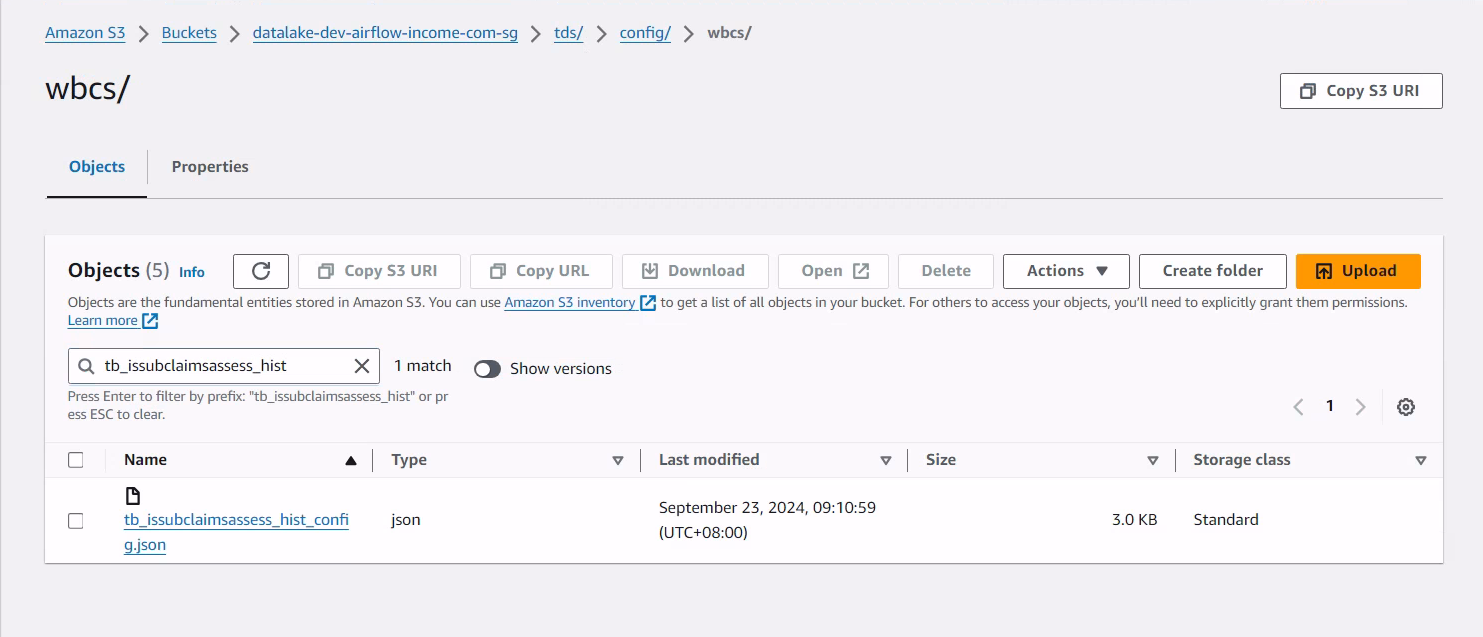 Amazon S3 > Buckets > datalake-dev-airflow-income-com-sg > tds/ > config/ > wbcs/
wbcs/
Copy S3 URI
Objects
Properties
Objects (5) Info
Copy S3 URI
Copy URL
Download
Open
Delete
Actions
Create folder
Upload
Objects are the fundamental entities stored in Amazon S3. You can use Amazon S3 inventory to get a list of all objects in your bucket. For others to access your objects, you'll need to explicitly grant them permissions.
Learn more
tb_issubclaimsassess_hist
1 match
Show versions
Press Enter to filter by prefix: "tb_issubclaimsassess_hist" or pr
ess ESC to clear.
1
Name
Type
Last modified
Size
Storage class
tb_issubclaimsassess_hist_confi
g.json
json
September 23, 2024, 09:10:59
(UTC+08:00)
3.0 KB
Standard